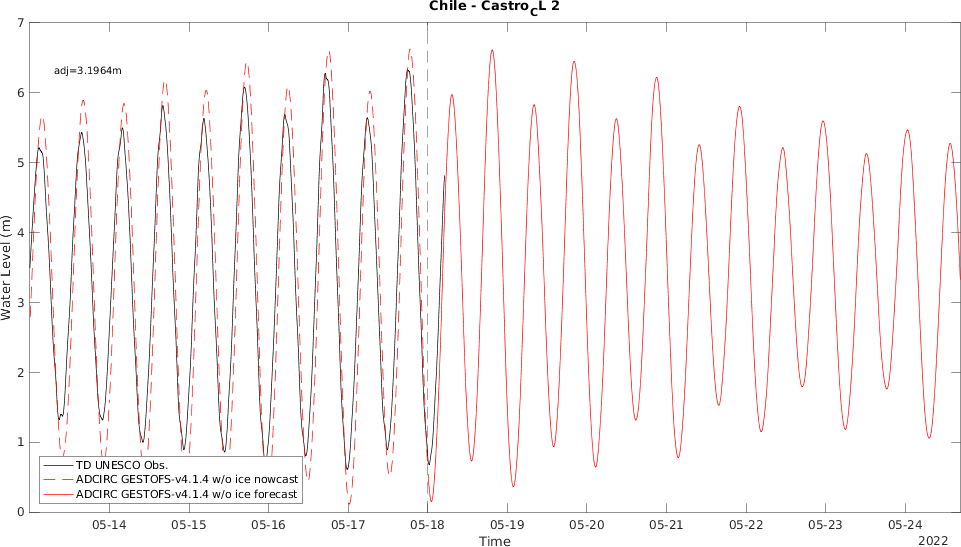 Chile - Castro_CL 2
adj=3.1964m
Water Level (m)
7
6
5
4
3
2
1
0
TD UNESCO Obs.
ADCIRC GESTOFS-v4.1.4 w/o ice nowcast
ADCIRC GESTOFS-v4.1.4 w/o ice forecast
05-14 05-15 05-16 05-17 05-18 05-19 05-20 05-21 05-22 05-23 05-24
Time
2022